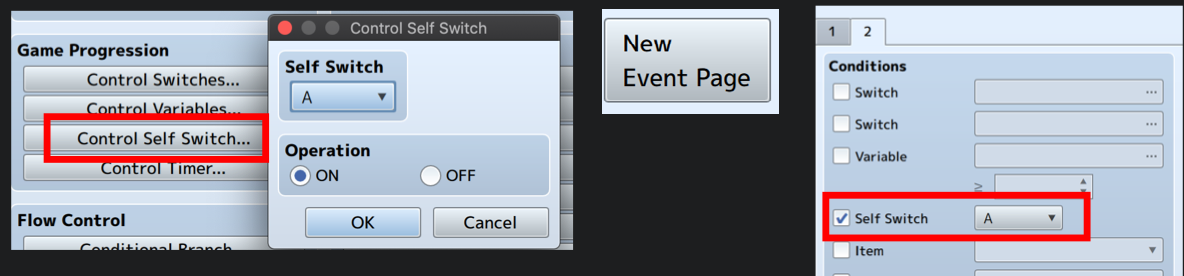 Game Progression
Control Switches...
Control Variables...
Control Self Switch...
Control Timer...
Flow Control
Conditional Branch
Control Self Switch
Self Switch
A
Operation
ON
OFF
OK
Cancel
New
Event Page
1
2
Conditions
Switch
...
Switch
...
Variable
...
≥
Self Switch
A
Item